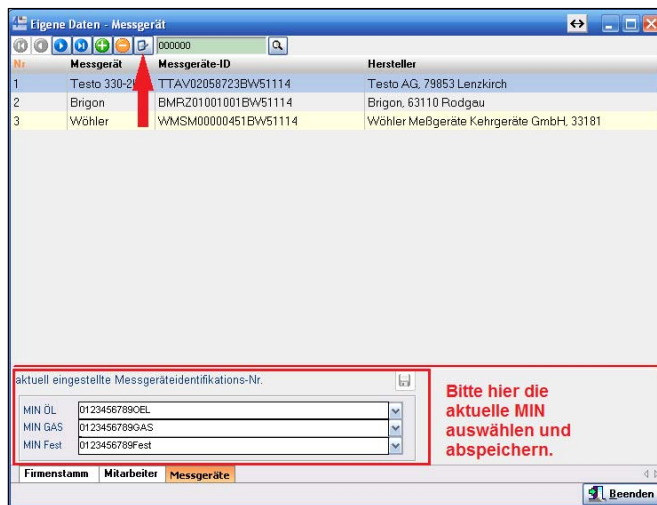 Eigene Daten - Messgerät
000000
Nr Messgerät Messgeräte-ID Hersteller
1 Testo TTAV02058723BW51114 Testo AG, 79853 Lenzkirch
2 Brigon BMRZ01001001BW51114 Brigon, 63110 Rodgau
3 Wöhler WMSM00000451BW51114 Wöhler Meßgeräte Kehrgeräte GmbH, 33181
aktuell eingestellte Messgeräteidentifikations-Nr.
MIN ÖL 0123456789OEL
MIN GAS 0123456789GAS
MIN Fest 0123456789Fest
Bitte hier die
aktuelle MIN
auswählen und
abspeichern.
Firmenstamm Mitarbeiter Messgeräte
Beenden